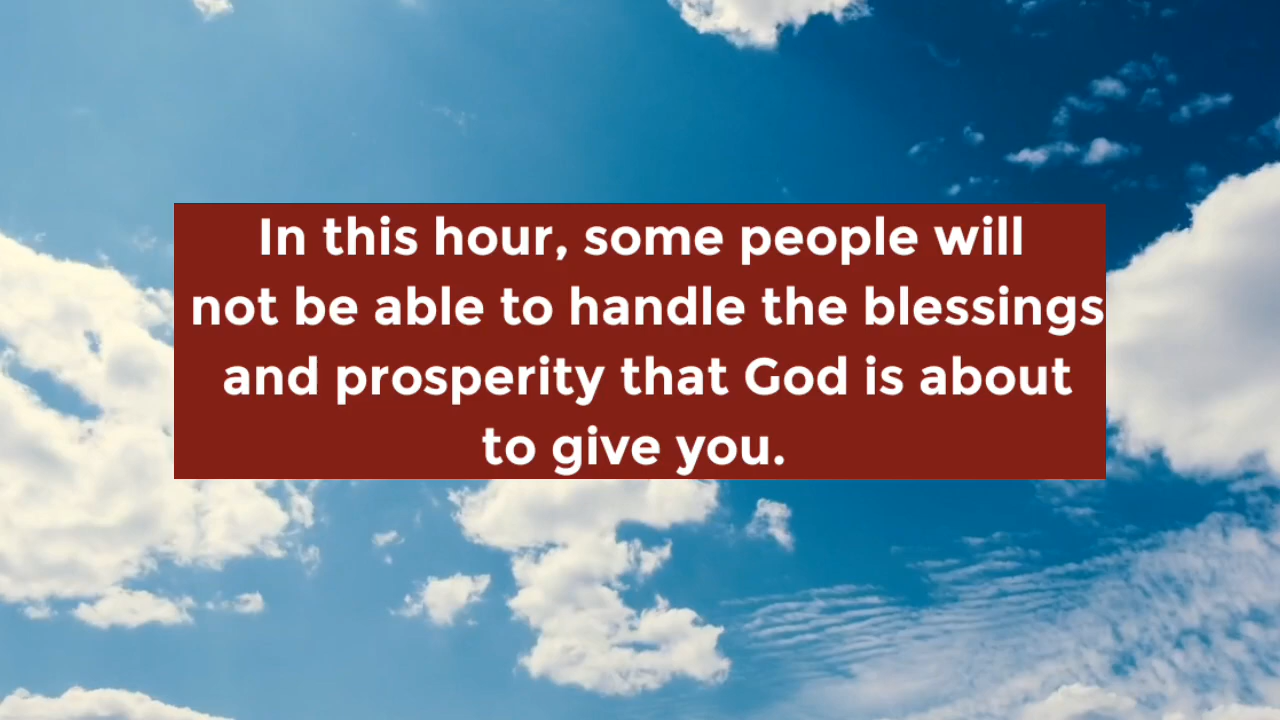 In this hour, some people will
not be able to handle the blessings
and prosperity that God is about
to give you.